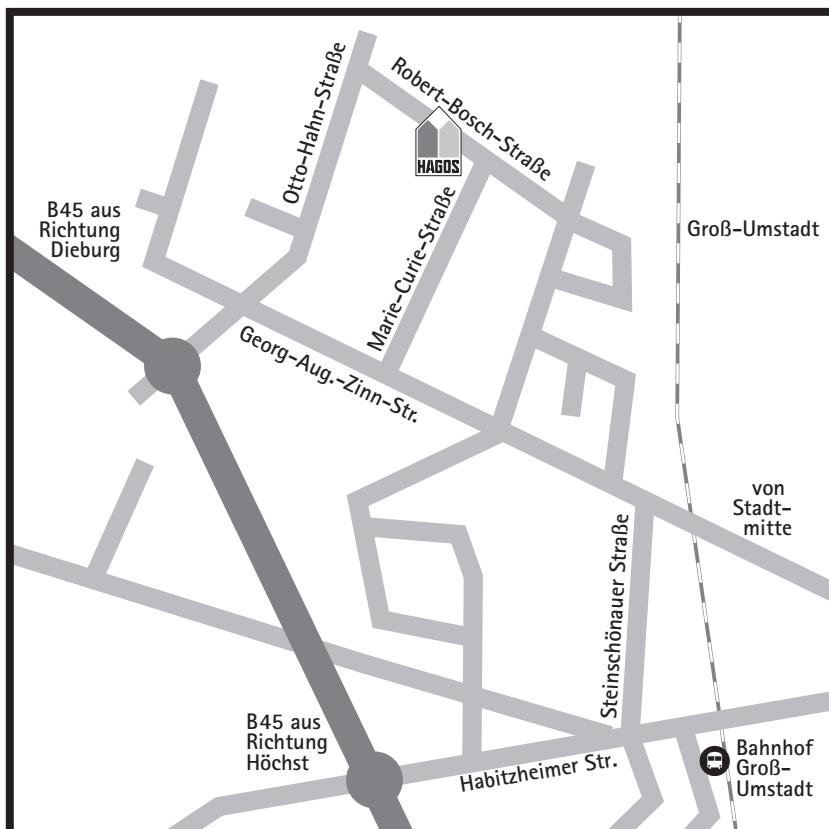 Otto-Hahn-Straße
Robert-Bosch-Straße
HAGOS
B45 aus
Richtung
Dieburg
Marie-Curie-Straße
Groß-Umstadt
Georg-Aug.-Zinn-Str.
von
Stadt-
mitte
Steinschönauer Straße
B45 aus
Richtung
Höchst
Habitzheimer Str.
Bahnhof
Groß-
Umstadt